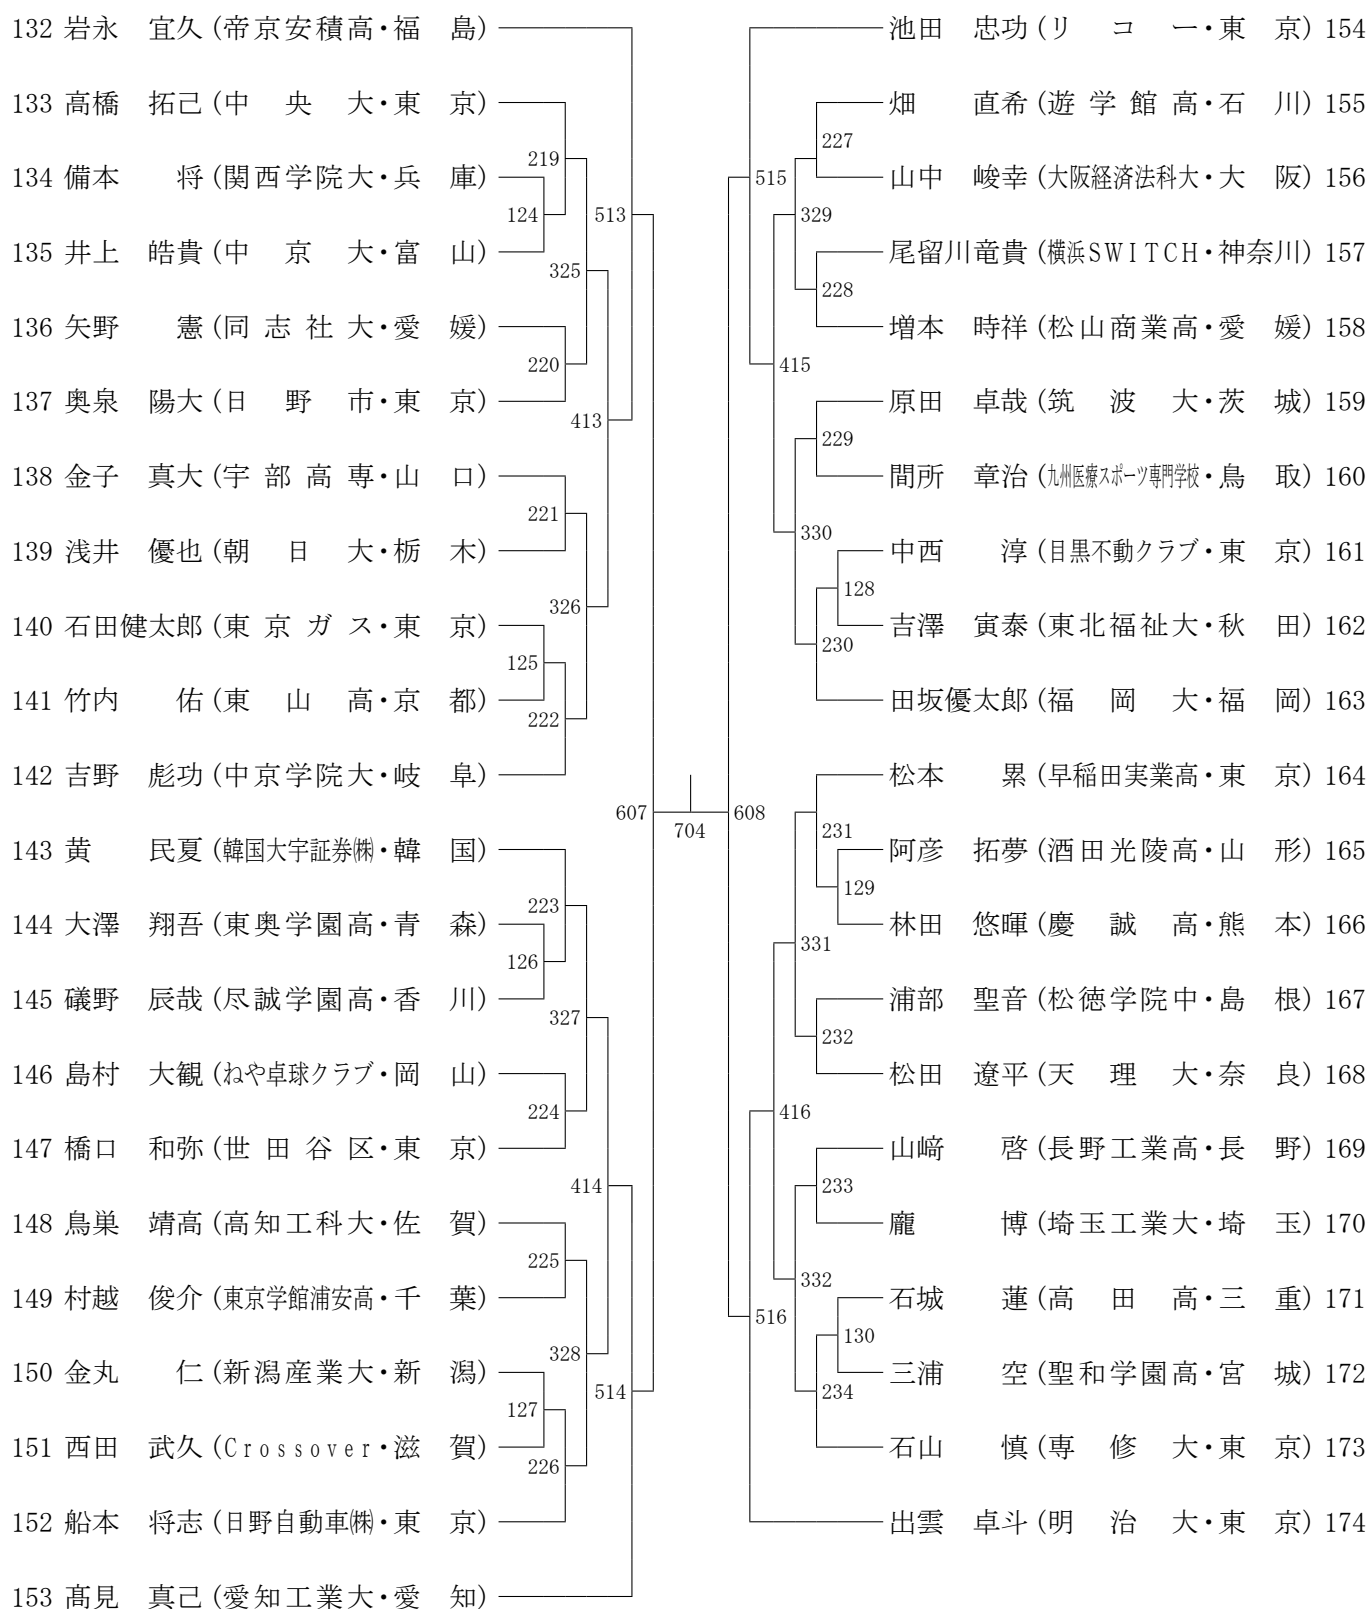 132 岩永 宜久 (帝京安積高・福島)
133 高橋 拓己 (中央大・東京)
134 備本 将 (関西学院大・兵庫)
135 井上 皓貴 (中京大・富山)
136 矢野 憲 (同志社大・愛媛)
137 奥泉 陽大 (日野市・東京)
138 金子 真大 (宇部高専・山口)
139 浅井 優也 (朝日大・栃木)
140 石田健太郎 (東京ガス・東京)
141 竹内 佑 (東山高・京都)
142 吉野 彪功 (中京学院大・岐阜)
143 黄 民夏 (韓国大宇証券㈱・韓国)
144 大澤 翔吾 (東奥学園高・青森)
145 礒野 辰哉 (尽誠学園高・香川)
146 島村 大観 (ねや卓球クラブ・岡山)
147 橋口 和弥 (世田谷区・東京)
148 鳥巣 靖高 (高知工科大・佐賀)
149 村越 俊介 (東京学館浦安高・千葉)
150 金丸 仁 (新潟産業大・新潟)
151 西田 武久 (Crossover・滋賀)
152 船本 将志 (日野自動車㈱・東京)
153 髙見 真己 (愛知工業大・愛知)
219
124
513
325
220
413
221
326
125
222
607
704
608
223
126
327
224
414
225
328
127
514
226
515
227
329
228
415
229
330
128
230
231
129
331
232
416
233
332
516
130
234
池田 忠功 (リコー・東京) 154
畑 直希 (遊学館高・石川) 155
山中 峻幸 (大阪経済法科大・大阪) 156
尾留川竜貴 (横浜SWITCH・神奈川) 157
増本 時祥 (松山商業高・愛媛) 158
原田 卓哉 (筑波大・茨城) 159
間所 章治 (九州医療スポーツ専門学校・鳥取) 160
中西 淳 (目黒不動クラブ・東京) 161
吉澤 寅泰 (東北福祉大・秋田) 162
田坂優太郎 (福岡大・福岡) 163
松本 累 (早稲田実業高・東京) 164
阿彦 拓夢 (酒田光陵高・山形) 165
林田 悠暉 (慶誠高・熊本) 166
浦部 聖音 (松徳学院中・島根) 167
松田 遼平 (天理大・奈良) 168
山﨑 啓 (長野工業高・長野) 169
龐 博 (埼玉工業大・埼玉) 170
石城 蓮 (高田高・三重) 171
三浦 空 (聖和学園高・宮城) 172
石山 慎 (専修大・東京) 173
出雲 卓斗 (明治大・東京) 174